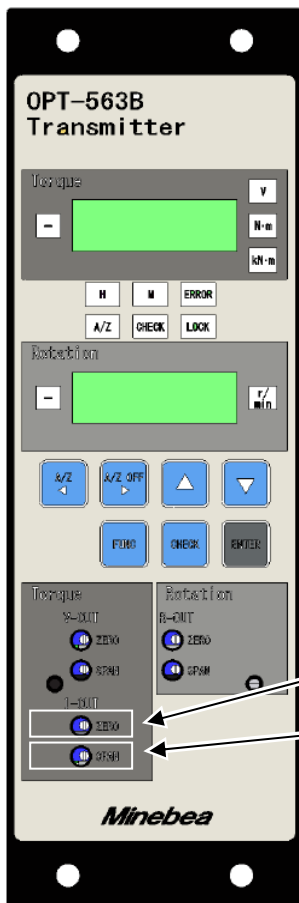 OPT-563B
Transmitter
Torque
V
N·m
kN·m
H M ERROR
A/Z CHECK LOCK
Rotation
r/
min
A/Z A/Z OFF
FUNC CHECK ENTER
Torque Rotation
V-OUT R-OUT
ZERO ZERO
SPAN SPAN
I-OUT
ZERO
SPAN
Minebea